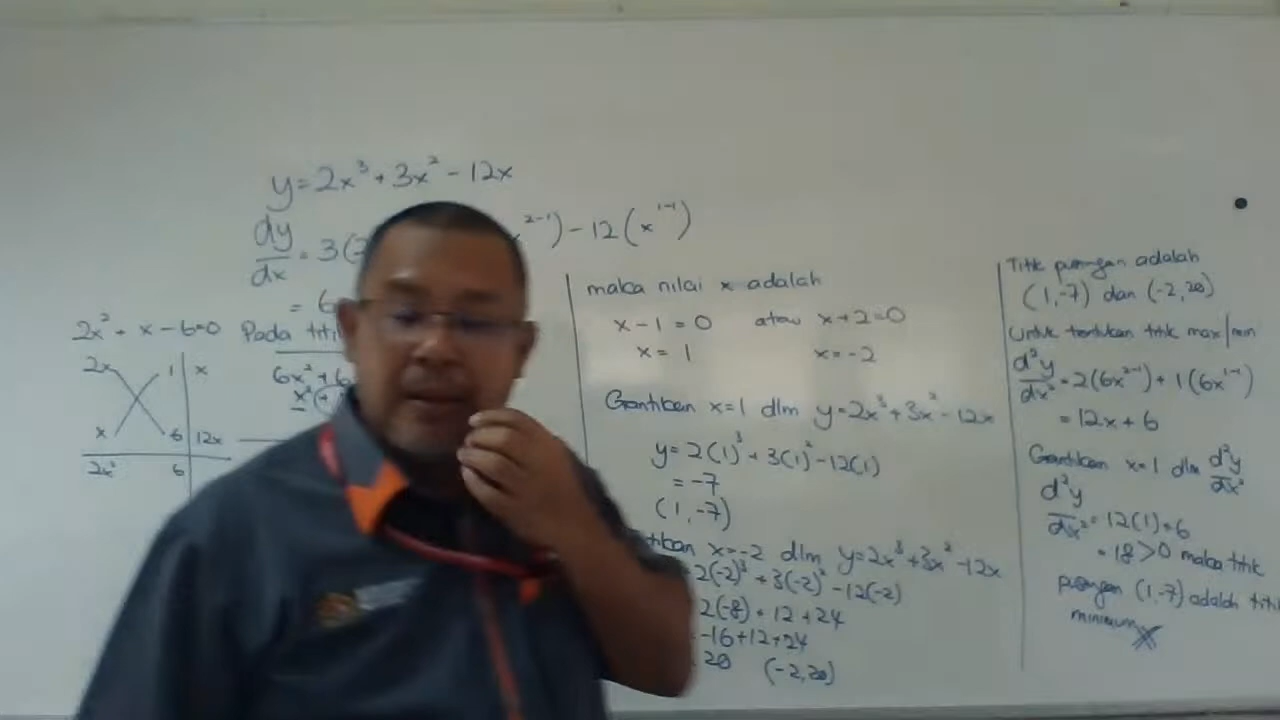 y=2x³+3x²-12x
dy/dx = 3(2 x²⁻¹)-12(x¹⁻¹)
= 6
Pada titi
6x²+6
x²
2x²+x-6=0
2x 1 x
x 6 12x
2x² 6
maka nilai x adalah
x-1=0 atau x+2=0
x=1 x=-2
Gantikan x=1 dlm y=2x³+3x²-12x
y=2(1)³+3(1)²-12(1)
=-7
(1,-7)
tikan x=-2 dlm y=2x³+3x²-12x
2(-2)³+3(-2)²-12(-2)
2(-8)+12+24
-16+12+24
20 (-2,20)
Titik pusingan adalah
(1,-7) dan (-2,20)
Untuk tentukan titik max/min
d²y/dx²=2(6x²⁻¹)+1(6x¹⁻¹)
=12x+6
Gantikan x=1 dlm d²y/dx²
d²y/dx²=12(1)+6
=18>0 maka titik
pusingan (1,-7) adalah titi
minimum